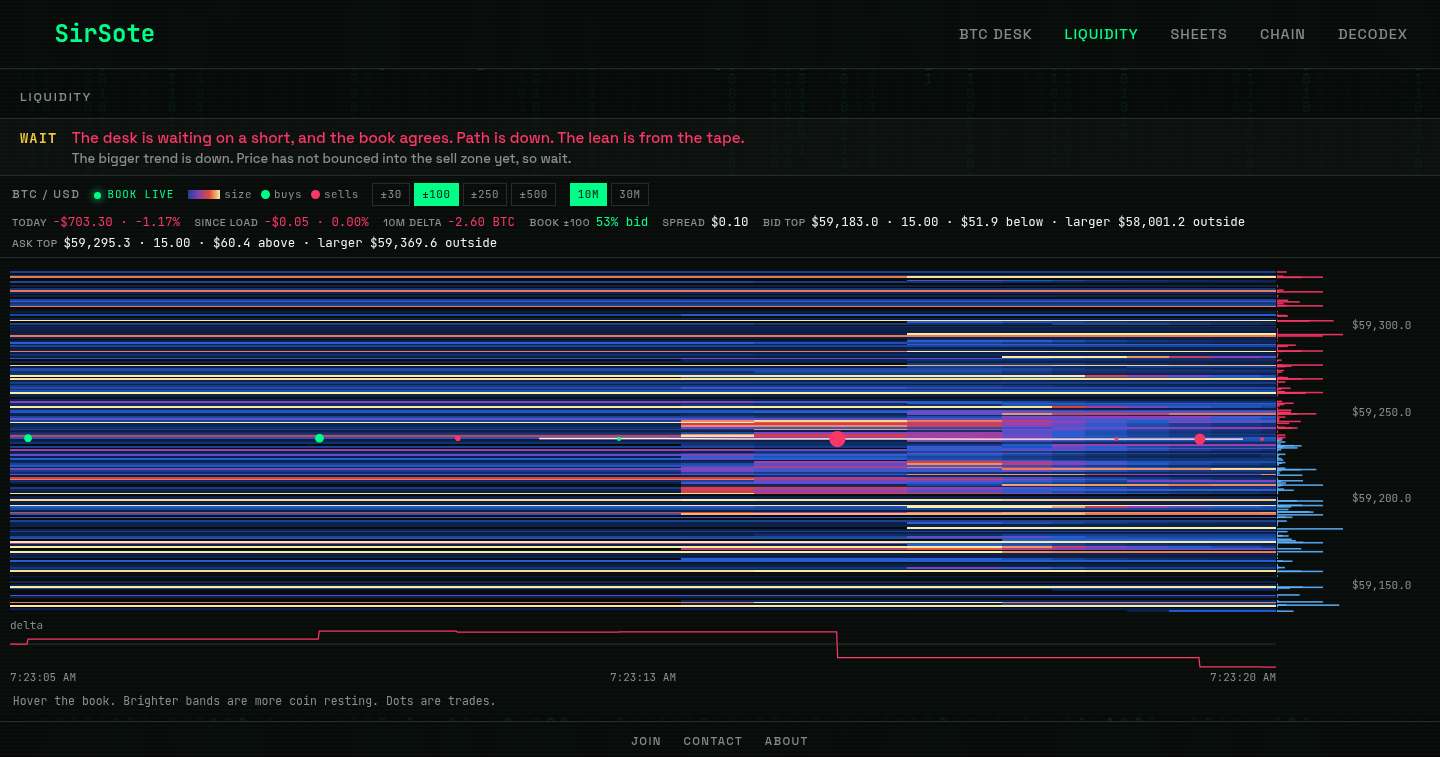 SirSote
BTC DESK LIQUIDITY SHEETS CHAIN DECODEX
LIQUIDITY
WAIT The desk is waiting on a short, and the book agrees. Path is down. The lean is from the tape.
The bigger trend is down. Price has not bounced into the sell zone yet, so wait.
BTC / USD BOOK LIVE size buys sells ±30 ±100 ±250 ±500 10M 30M
TODAY -$703.30 · -1.17% SINCE LOAD -$0.05 · 0.00% 10M DELTA -2.60 BTC BOOK ±100 53% bid SPREAD $0.10 BID TOP $59,183.0 · 15.00 · $51.9 below · larger $58,001.2 outside
ASK TOP $59,295.3 · 15.00 · $60.4 above · larger $59,369.6 outside
$59,300.0
$59,250.0
$59,200.0
$59,150.0
delta
7:23:05 AM 7:23:13 AM 7:23:20 AM
Hover the book. Brighter bands are more coin resting. Dots are trades.
JOIN CONTACT ABOUT